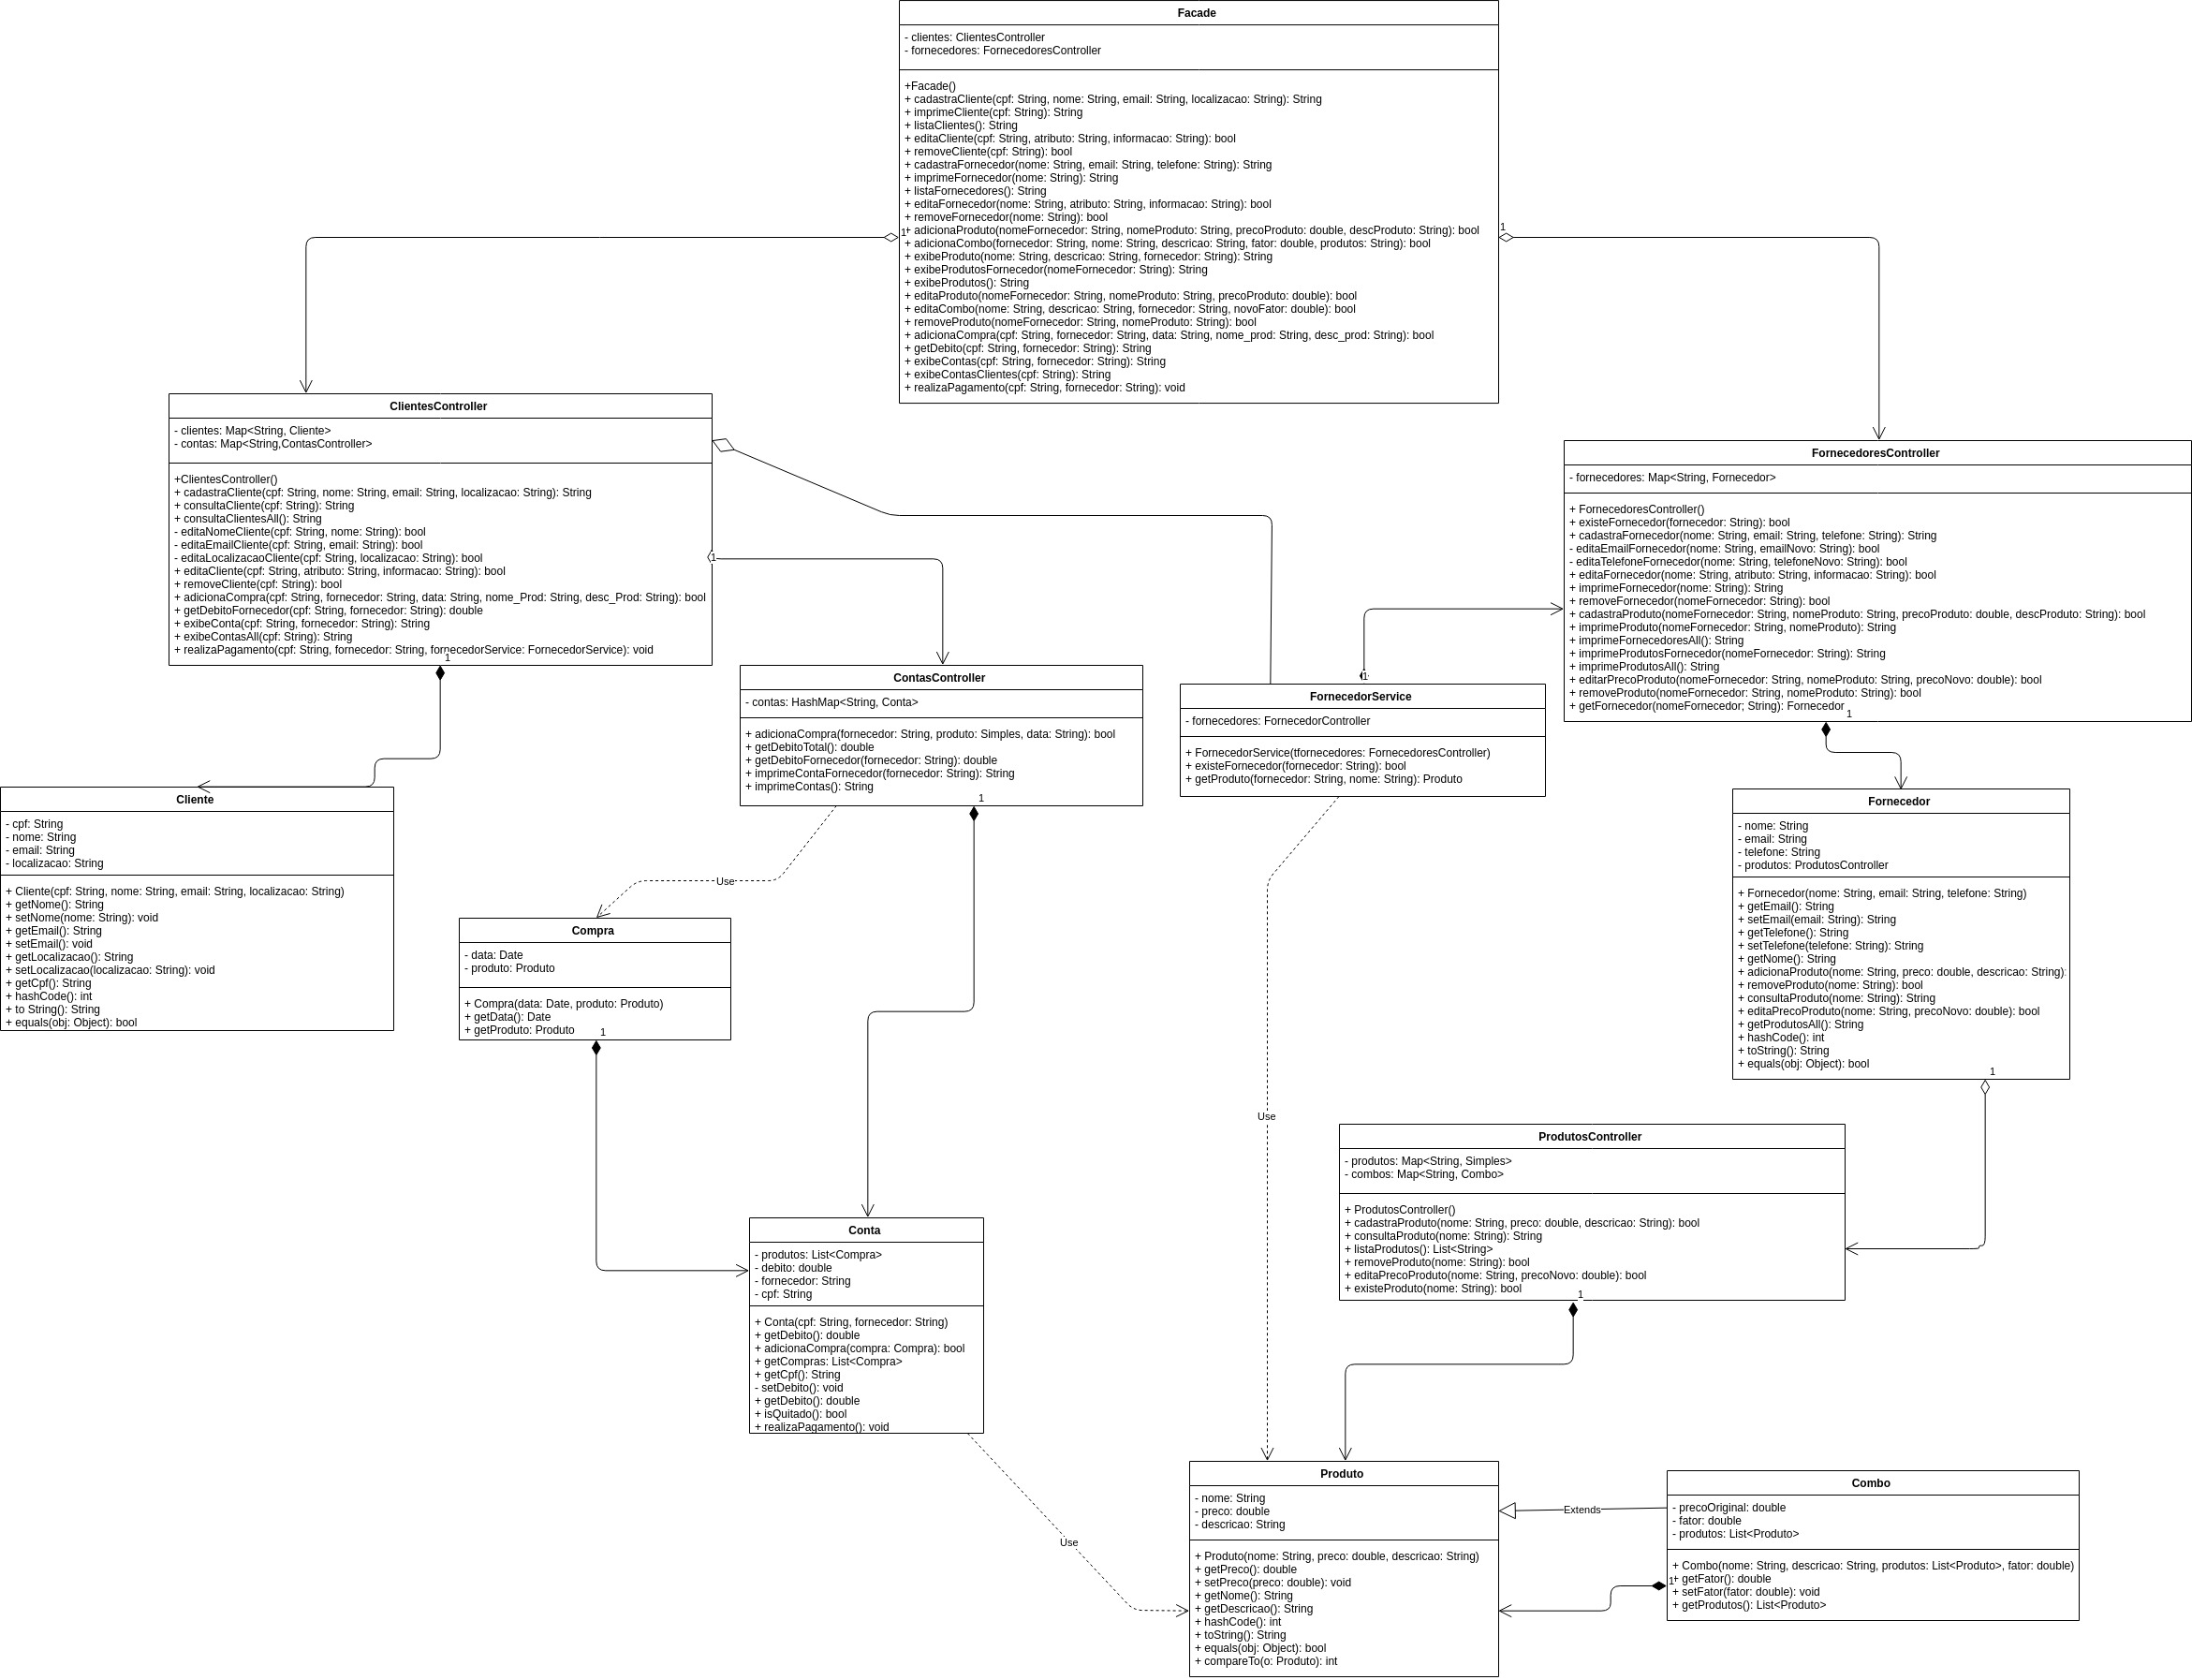 Facade
- clientes: ClientesController
- fornecedores: FornecedoresController
+Facade()
+ cadastraCliente(cpf: String, nome: String, email: String, localizacao: String): String
+ imprimeCliente(cpf: String): String
+ listaClientes(): String
+ editaCliente(cpf: String, atributo: String, informacao: String): bool
+ removeCliente(cpf: String): bool
+ cadastraFornecedor(nome: String, email: String, telefone: String): String
+ imprimeFornecedor(nome: String): String
+ listaFornecedores(): String
+ editaFornecedor(nome: String, atributo: String, informacao: String): bool
+ removeFornecedor(nome: String): bool
+ adicionaProduto(nomeFornecedor: String, nomeProduto: String, precoProduto: double, descProduto: String): bool
+ adicionaCombo(fornecedor: String, nome: String, descricao: String, fator: double, produtos: String): bool
+ exibeProduto(nome: String, descricao: String, fornecedor: String): String
+ exibeProdutosFornecedor(nomeFornecedor: String): String
+ exibeProdutos(): String
+ editaProduto(nomeFornecedor: String, nomeProduto: String, precoProduto: double): bool
+ editaCombo(nome: String, descricao: String, fornecedor: String, novoFator: double): bool
+ removeProduto(nomeFornecedor: String, nomeProduto: String): bool
+ adicionaCompra(cpf: String, fornecedor: String, data: String, nome_prod: String, desc_prod: String): bool
+ getDebito(cpf: String, fornecedor: String): String
+ exibeContas(cpf: String, fornecedor: String): String
+ exibeContasClientes(cpf: String): String
+ realizaPagamento(cpf: String, fornecedor: String): void
1
1
ClientesController
- clientes: Map<String, Cliente>
- contas: Map<String,ContasController>
+ClientesController()
+ cadastraCliente(cpf: String, nome: String, email: String, localizacao: String): String
+ consultaCliente(cpf: String): String
+ consultaClientesAll(): String
- editaNomeCliente(cpf: String, nome: String): bool
- editaEmailCliente(cpf: String, email: String): bool
- editaLocalizacaoCliente(cpf: String, localizacao: String): bool
+ editaCliente(cpf: String, atributo: String, informacao: String): bool
+ removeCliente(cpf: String): bool
+ adicionaCompra(cpf: String, fornecedor: String, data: String, nome_Prod: String, desc_Prod: String): bool
+ getDebitoFornecedor(cpf: String, fornecedor: String): double
+ exibeConta(cpf: String, fornecedor: String): String
+ exibeContasAll(cpf: String): String
+ realizaPagamento(cpf: String, fornecedor: String, fornecedorService: FornecedorService): void
1
1
FornecedoresController
- fornecedores: Map<String, Fornecedor>
+ FornecedoresController()
+ existeFornecedor(fornecedor: String): bool
+ cadastraFornecedor(nome: String, email: String, telefone: String): String
- editaEmailFornecedor(nome: String, emailNovo: String): bool
- editaTelefoneFornecedor(nome: String, telefoneNovo: String): bool
+ editaFornecedor(nome: String, atributo: String, informacao: String): bool
+ imprimeFornecedor(nome: String): String
+ removeFornecedor(nomeFornecedor: String): bool
+ cadastraProduto(nomeFornecedor: String, nomeProduto: String, precoProduto: double, descProduto: String): bool
+ imprimeProduto(nomeFornecedor: String, nomeProduto): String
+ imprimeFornecedoresAll(): String
+ imprimeProdutosFornecedor(nomeFornecedor: String): String
+ imprimeProdutosAll(): String
+ editarPrecoProduto(nomeFornecedor: String, nomeProduto: String, precoNovo: double): bool
+ removeProduto(nomeFornecedor: String, nomeProduto: String): bool
+ getFornecedor(nomeFornecedor; String): Fornecedor
1
ContasController
- contas: HashMap<String, Conta>
+ adicionaCompra(fornecedor: String, produto: Simples, data: String): bool
+ getDebitoTotal(): double
+ getDebitoFornecedor(fornecedor: String): double
+ imprimeContaFornecedor(fornecedor: String): String
+ imprimeContas(): String
1
1
FornecedorService
- fornecedores: FornecedorController
+ FornecedorService(tfornecedores: FornecedoresController)
+ existeFornecedor(fornecedor: String): bool
+ getProduto(fornecedor: String, nome: String): Produto
Cliente
- cpf: String
- nome: String
- email: String
- localizacao: String
+ Cliente(cpf: String, nome: String, email: String, localizacao: String)
+ getNome(): String
+ setNome(nome: String): void
+ getEmail(): String
+ setEmail(): void
+ getLocalizacao(): String
+ setLocalizacao(localizacao: String): void
+ getCpf(): String
+ hashCode(): int
+ to String(): String
+ equals(obj: Object): bool
Fornecedor
- nome: String
- email: String
- telefone: String
- produtos: ProdutosController
+ Fornecedor(nome: String, email: String, telefone: String)
+ getEmail(): String
+ setEmail(email: String): String
+ getTelefone(): String
+ setTelefone(telefone: String): String
+ getNome(): String
+ adicionaProduto(nome: String, preco: double, descricao: String):
+ removeProduto(nome: String): bool
+ consultaProduto(nome: String): String
+ editaPrecoProduto(nome: String, precoNovo: double): bool
+ getProdutosAll(): String
+ hashCode(): int
+ toString(): String
+ equals(obj: Object): bool
1
Use
Compra
- data: Date
- produto: Produto
+ Compra(data: Date, produto: Produto)
+ getData(): Date
+ getProduto: Produto
1
Use
ProdutosController
- produtos: Map<String, Simples>
- combos: Map<String, Combo>
+ ProdutosController()
+ cadastraProduto(nome: String, preco: double, descricao: String): bool
+ consultaProduto(nome: String): String
+ listaProdutos(): List<String>
+ removeProduto(nome: String): bool
+ editaPrecoProduto(nome: String, precoNovo: double): bool
+ existeProduto(nome: String): bool
1
Conta
- produtos: List<Compra>
- debito: double
- fornecedor: String
- cpf: String
+ Conta(cpf: String, fornecedor: String)
+ getDebito(): double
+ adicionaCompra(compra: Compra): bool
+ getCompras: List<Compra>
+ getCpf(): String
- setDebito(): void
+ getDebito(): double
+ isQuitado(): bool
+ realizaPagamento(): void
Use
Produto
- nome: String
- preco: double
- descricao: String
+ Produto(nome: String, preco: double, descricao: String)
+ getPreco(): double
+ setPreco(preco: double): void
+ getNome(): String
+ getDescricao(): String
+ hashCode(): int
+ toString(): String
+ equals(obj: Object): bool
+ compareTo(o: Produto): int
Extends
Combo
- precoOriginal: double
- fator: double
- produtos: List<Produto>
+ Combo(nome: String, descricao: String, produtos: List<Produto>, fator: double)
+ getFator(): double
+ setFator(fator: double): void
+ getProdutos(): List<Produto>
1